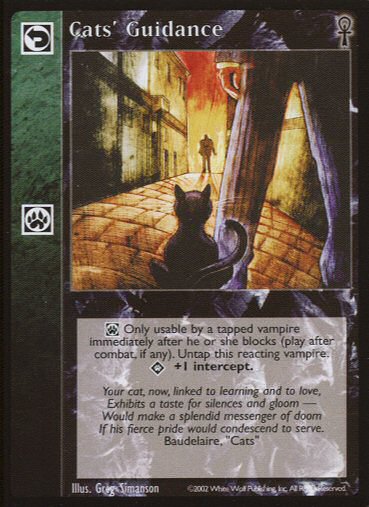 Cats' Guidance
Only usable by a tapped vampire
immediately after he or she blocks (play after
combat, if any). Untap this reacting vampire.
+1 intercept.
Your cat, now, linked to learning and to love,
Exhibits a taste for silences and gloom —
Would make a splendid messenger of doom
If his fierce pride would condescend to serve.
Baudelaire, "Cats"
Illus. Greg Simanson
©2002 White Wolf Publishing, Inc. All Rights Reserved.